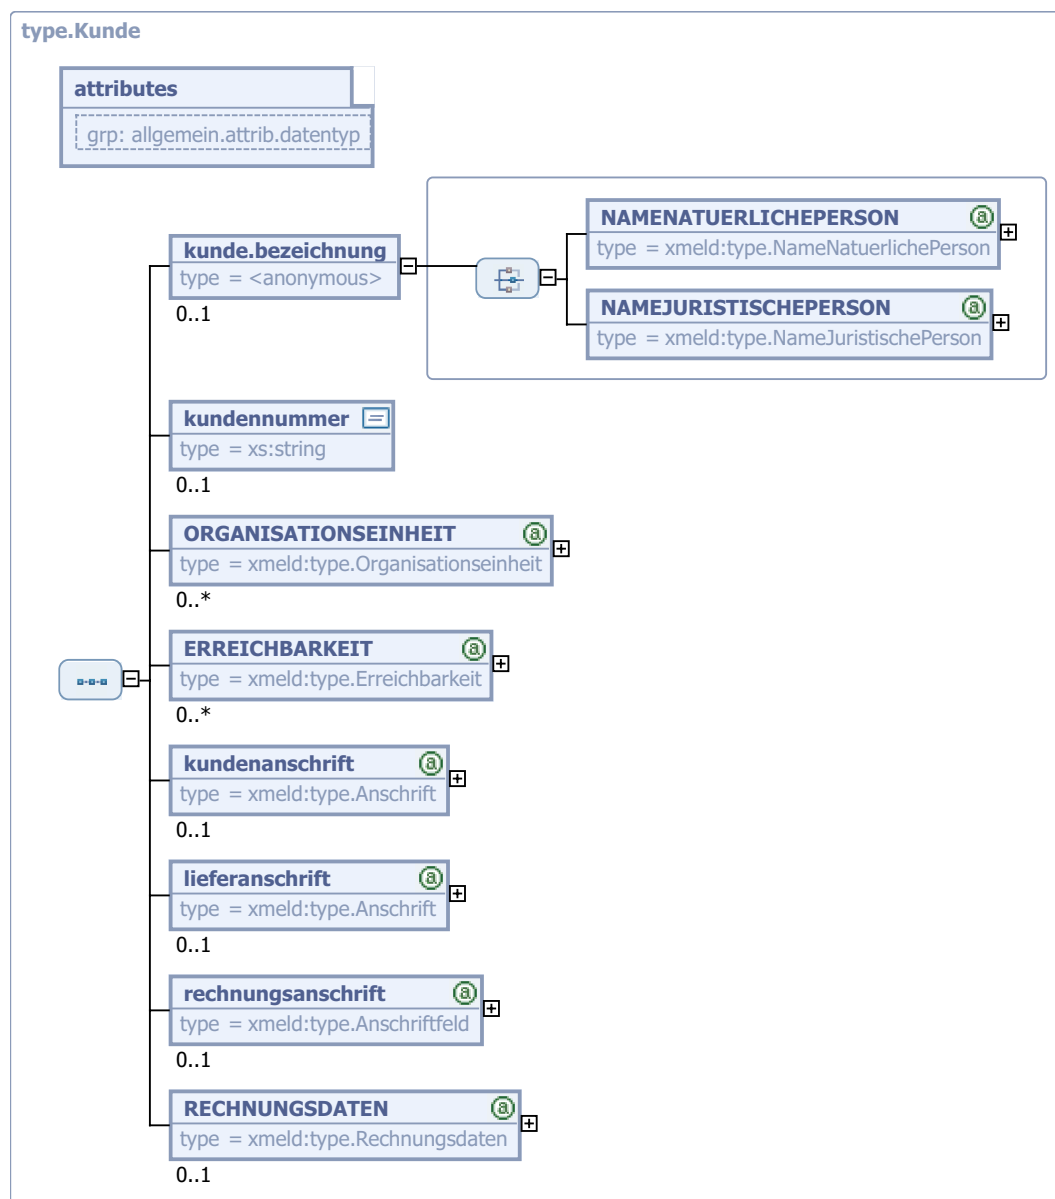 type.Kunde
attributes
grp: allgemein.attrib.datentyp
kunde.bezeichnung
type = <anonymous>
0..1
NAMENATUERLICHEPERSON
type = xmeld:type.NameNatuerlichePerson
NAMEJURISTISCHEPERSON
type = xmeld:type.NameJuristischePerson
kundennummer
type = xs:string
0..1
ORGANISATIONSEINHEIT
type = xmeld:type.Organisationseinheit
0..*
ERREICHBARKEIT
type = xmeld:type.Erreichbarkeit
0..*
kundenanschrift
type = xmeld:type.Anschrift
0..1
lieferanschrift
type = xmeld:type.Anschrift
0..1
rechnungsanschrift
type = xmeld:type.Anschriftfeld
0..1
RECHNUNGSDATEN
type = xmeld:type.Rechnungsdaten
0..1